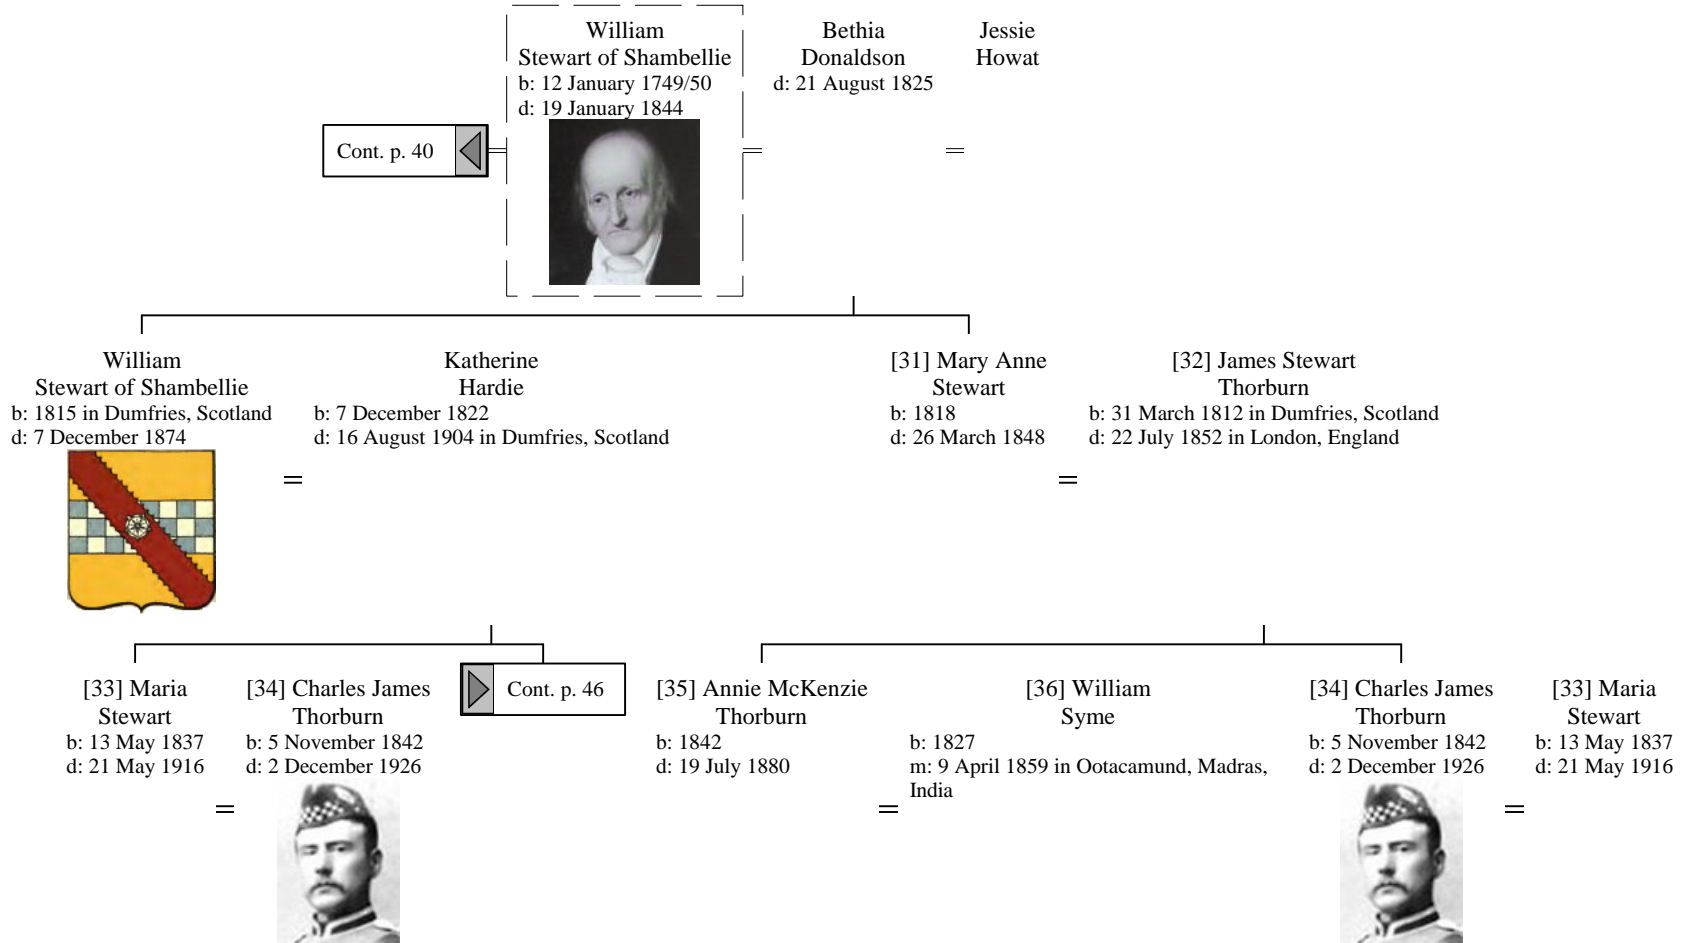 William
Stewart of Shambellie
b: 12 January 1749/50
d: 19 January 1844
Bethia
Donaldson
d: 21 August 1825
Jessie
Howat
Cont. p. 40
William
Stewart of Shambellie
b: 1815 in Dumfries, Scotland
d: 7 December 1874
Katherine
Hardie
b: 7 December 1822
d: 16 August 1904 in Dumfries, Scotland
[31] Mary Anne
Stewart
b: 1818
d: 26 March 1848
[32] James Stewart
Thorburn
b: 31 March 1812 in Dumfries, Scotland
d: 22 July 1852 in London, England
[33] Maria
Stewart
b: 13 May 1837
d: 21 May 1916
[34] Charles James
Thorburn
b: 5 November 1842
d: 2 December 1926
Cont. p. 46
[35] Annie McKenzie
Thorburn
b: 1842
d: 19 July 1880
[36] William
Syme
b: 1827
m: 9 April 1859 in Ootacamund, Madras,
India
[34] Charles James
Thorburn
b: 5 November 1842
d: 2 December 1926
[33] Maria
Stewart
b: 13 May 1837
d: 21 May 1916